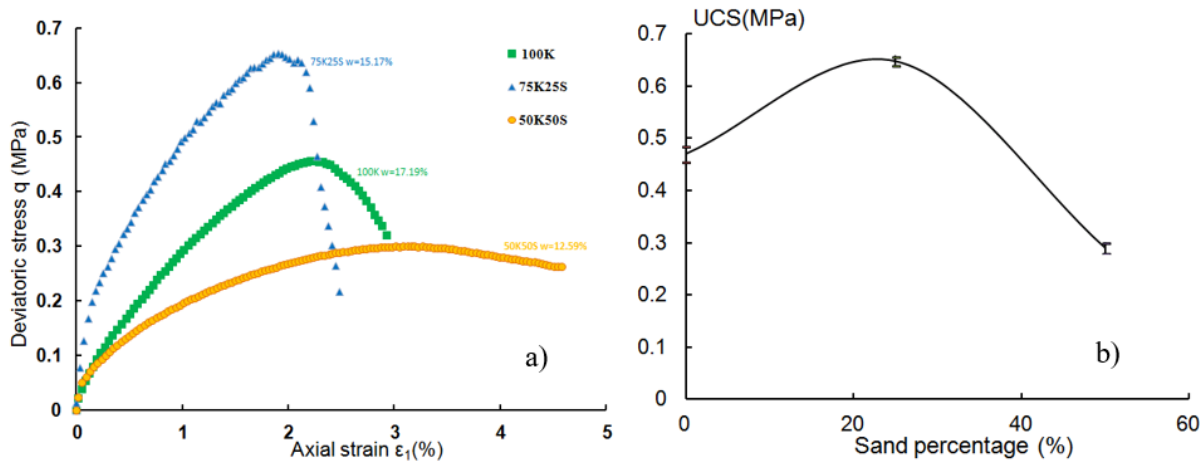 0.7
0.6
0.5
0.4
0.3
0.2
0.1
0
Deviatoric stress q (MPa)
0
1
2
3
4
5
Axial strain ε₁(%)
75K25S w=15.17%
100K w=17.19%
50K50S w=12.59%
100K
75K25S
50K50S
a)
UCS(MPa)
0.7
0.6
0.5
0.4
0.3
0.2
0.1
0
0
20
40
60
Sand percentage (%)
b)